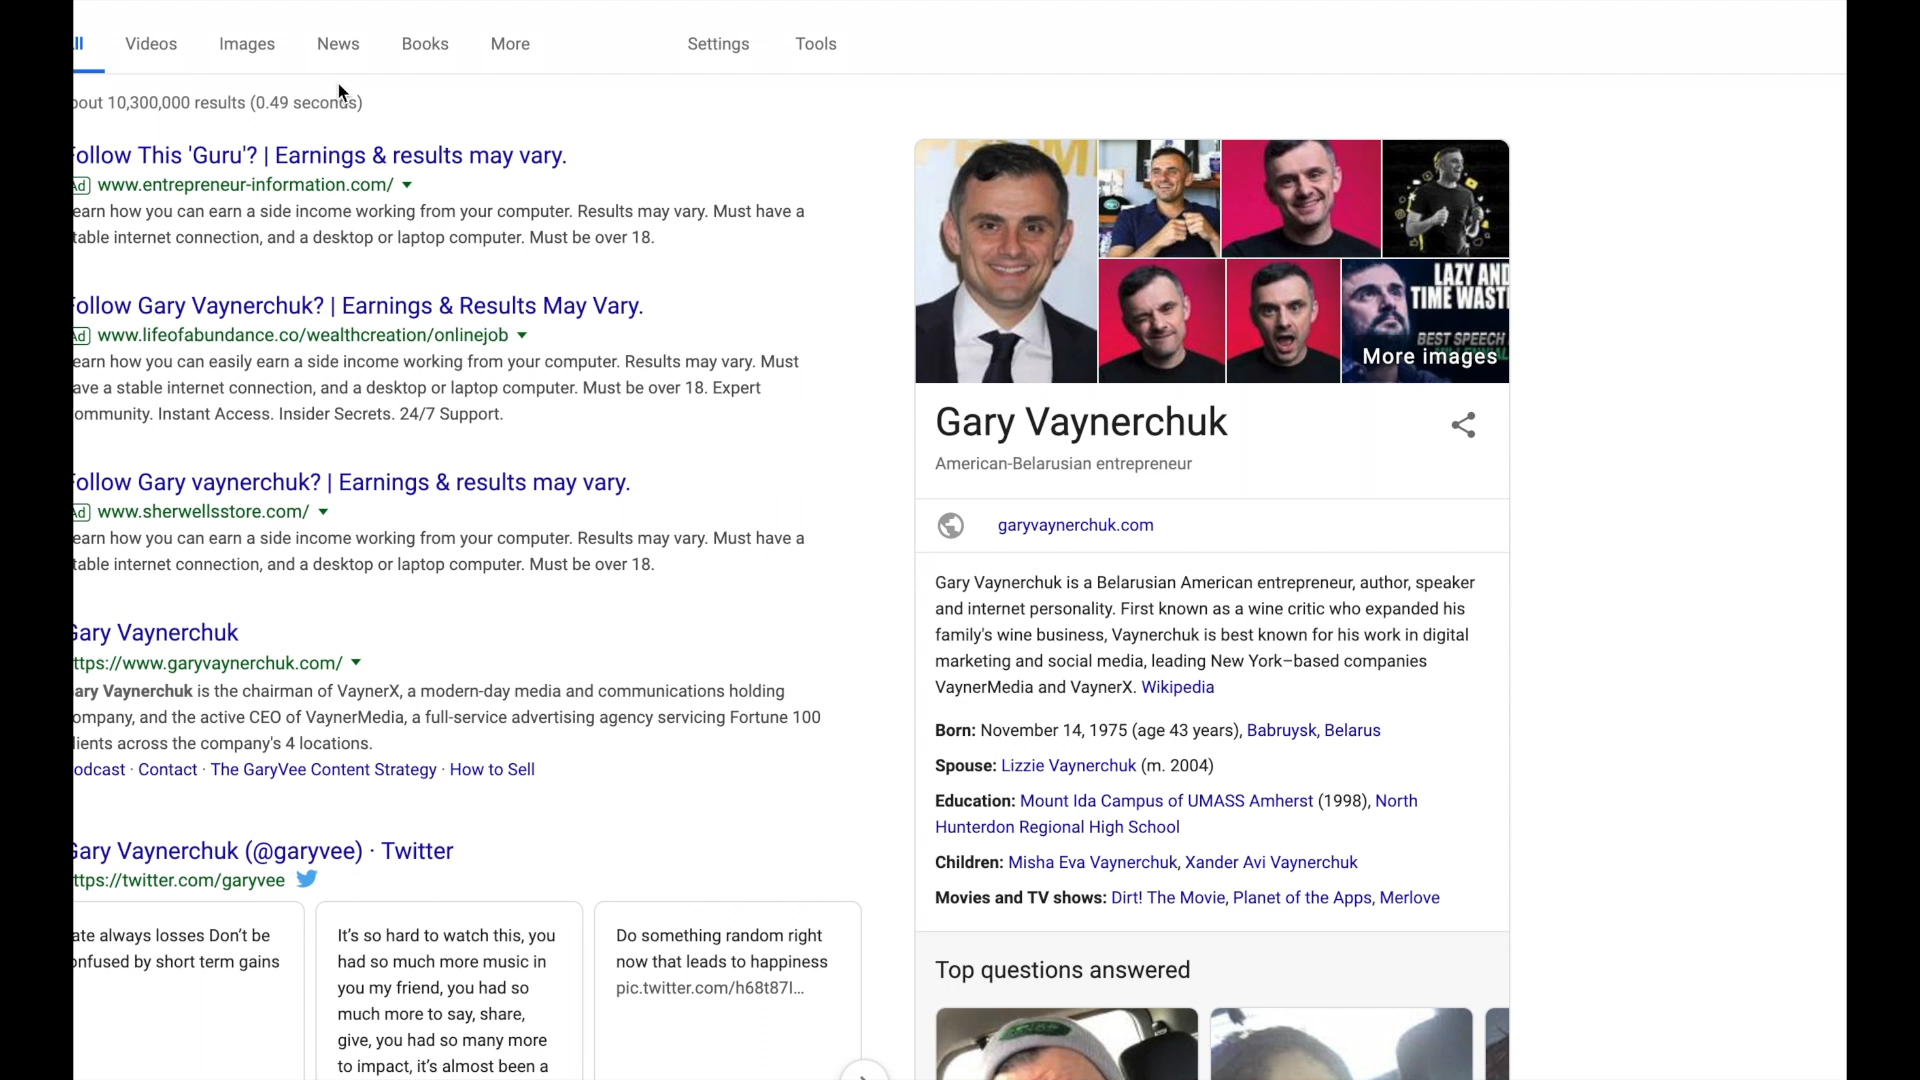 ll
Videos
Images
News
Books
More
Settings
Tools
bout 10,300,000 results (0.49 seconds)
Follow This 'Guru'? | Earnings & results may vary.
Ad www.entrepreneur-information.com/
earn how you can earn a side income working from your computer. Results may vary. Must have a
table internet connection, and a desktop or laptop computer. Must be over 18.
Follow Gary Vaynerchuk? | Earnings & Results May Vary.
Ad www.lifeofabundance.co/wealthcreation/onlinejob
earn how you can easily earn a side income working from your computer. Results may vary. Must
ave a stable internet connection, and a desktop or laptop computer. Must be over 18. Expert
ommunity. Instant Access. Insider Secrets. 24/7 Support.
Follow Gary vaynerchuk? | Earnings & results may vary.
Ad www.sherwellsstore.com/
earn how you can earn a side income working from your computer. Results may vary. Must have a
table internet connection, and a desktop or laptop computer. Must be over 18.
Gary Vaynerchuk
ttps://www.garyvaynerchuk.com/
ary Vaynerchuk is the chairman of VaynerX, a modern-day media and communications holding
ompany, and the active CEO of VaynerMedia, a full-service advertising agency servicing Fortune 100
lients across the company's 4 locations.
odcast · Contact · The GaryVee Content Strategy · How to Sell
Gary Vaynerchuk (@garyvee) · Twitter
ttps://twitter.com/garyvee
ate always losses Don't be
onfused by short term gains
It's so hard to watch this, you
had so much more music in
you my friend, you had so
much more to say, share,
give, you had so many more
to impact, it's almost been a
Do something random right
now that leads to happiness
pic.twitter.com/h68t87l...
LAZY AND
TIME WAST
BEST SPEECH
More images
Gary Vaynerchuk
American-Belarusian entrepreneur
garyvaynerchuk.com
Gary Vaynerchuk is a Belarusian American entrepreneur, author, speaker
and internet personality. First known as a wine critic who expanded his
family's wine business, Vaynerchuk is best known for his work in digital
marketing and social media, leading New York–based companies
VaynerMedia and VaynerX. Wikipedia
Born: November 14, 1975 (age 43 years), Babruysk, Belarus
Spouse: Lizzie Vaynerchuk (m. 2004)
Education: Mount Ida Campus of UMASS Amherst (1998), North
Hunterdon Regional High School
Children: Misha Eva Vaynerchuk, Xander Avi Vaynerchuk
Movies and TV shows: Dirt! The Movie, Planet of the Apps, Merlove
Top questions answered